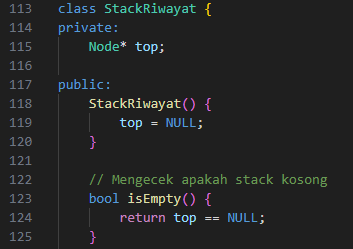 113 class StackRiwayat {
114 private:
115     Node* top;
116
117 public:
118     StackRiwayat() {
119         top = NULL;
120     }
121
122     // Mengecek apakah stack kosong
123     bool isEmpty() {
124         return top == NULL;
125     }